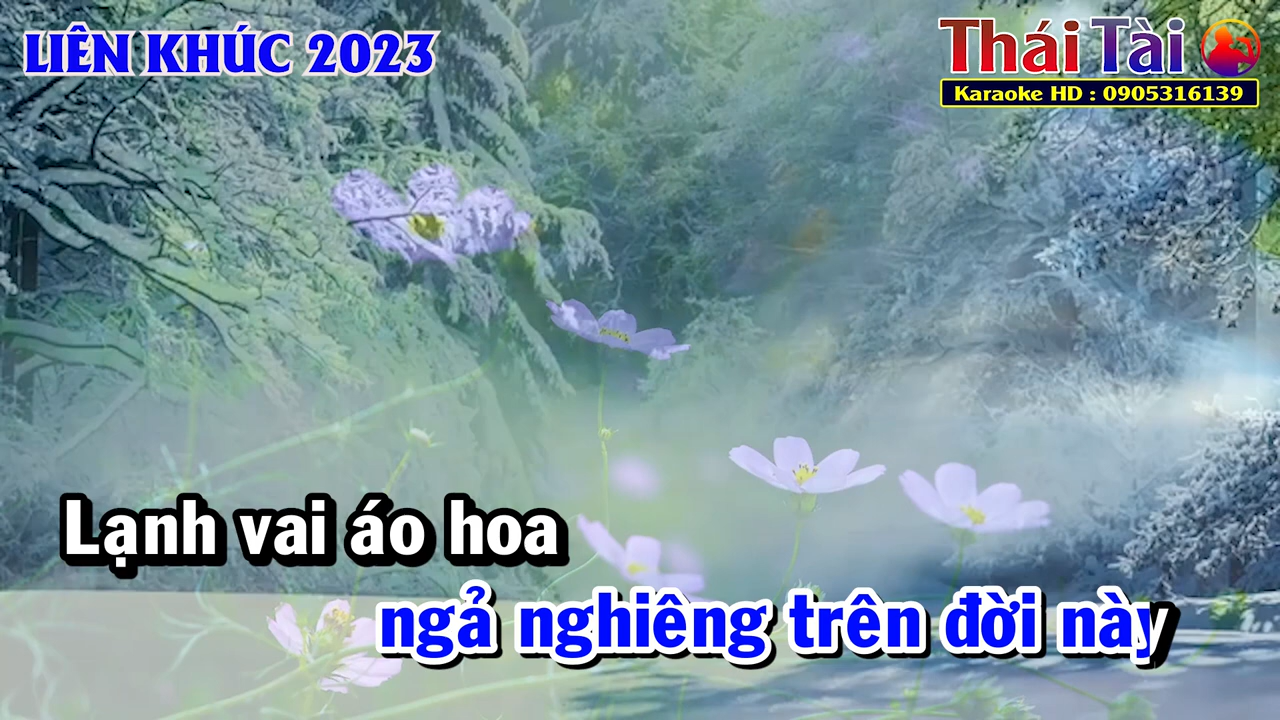 LIÊN KHÚC 2023
Thái Tài
Karaoke HD : 0905316139
Lạnh vai áo hoa
ngả nghiêng trên đời này